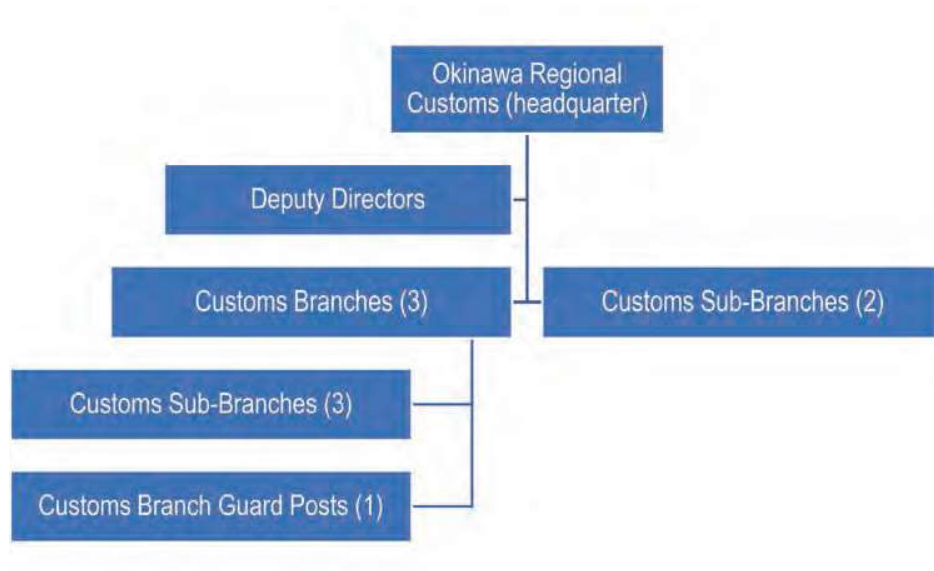 Okinawa Regional
Customs (headquarter)
Deputy Directors
Customs Branches (3)
Customs Sub-Branches (2)
Customs Sub-Branches (3)
Customs Branch Guard Posts (1)